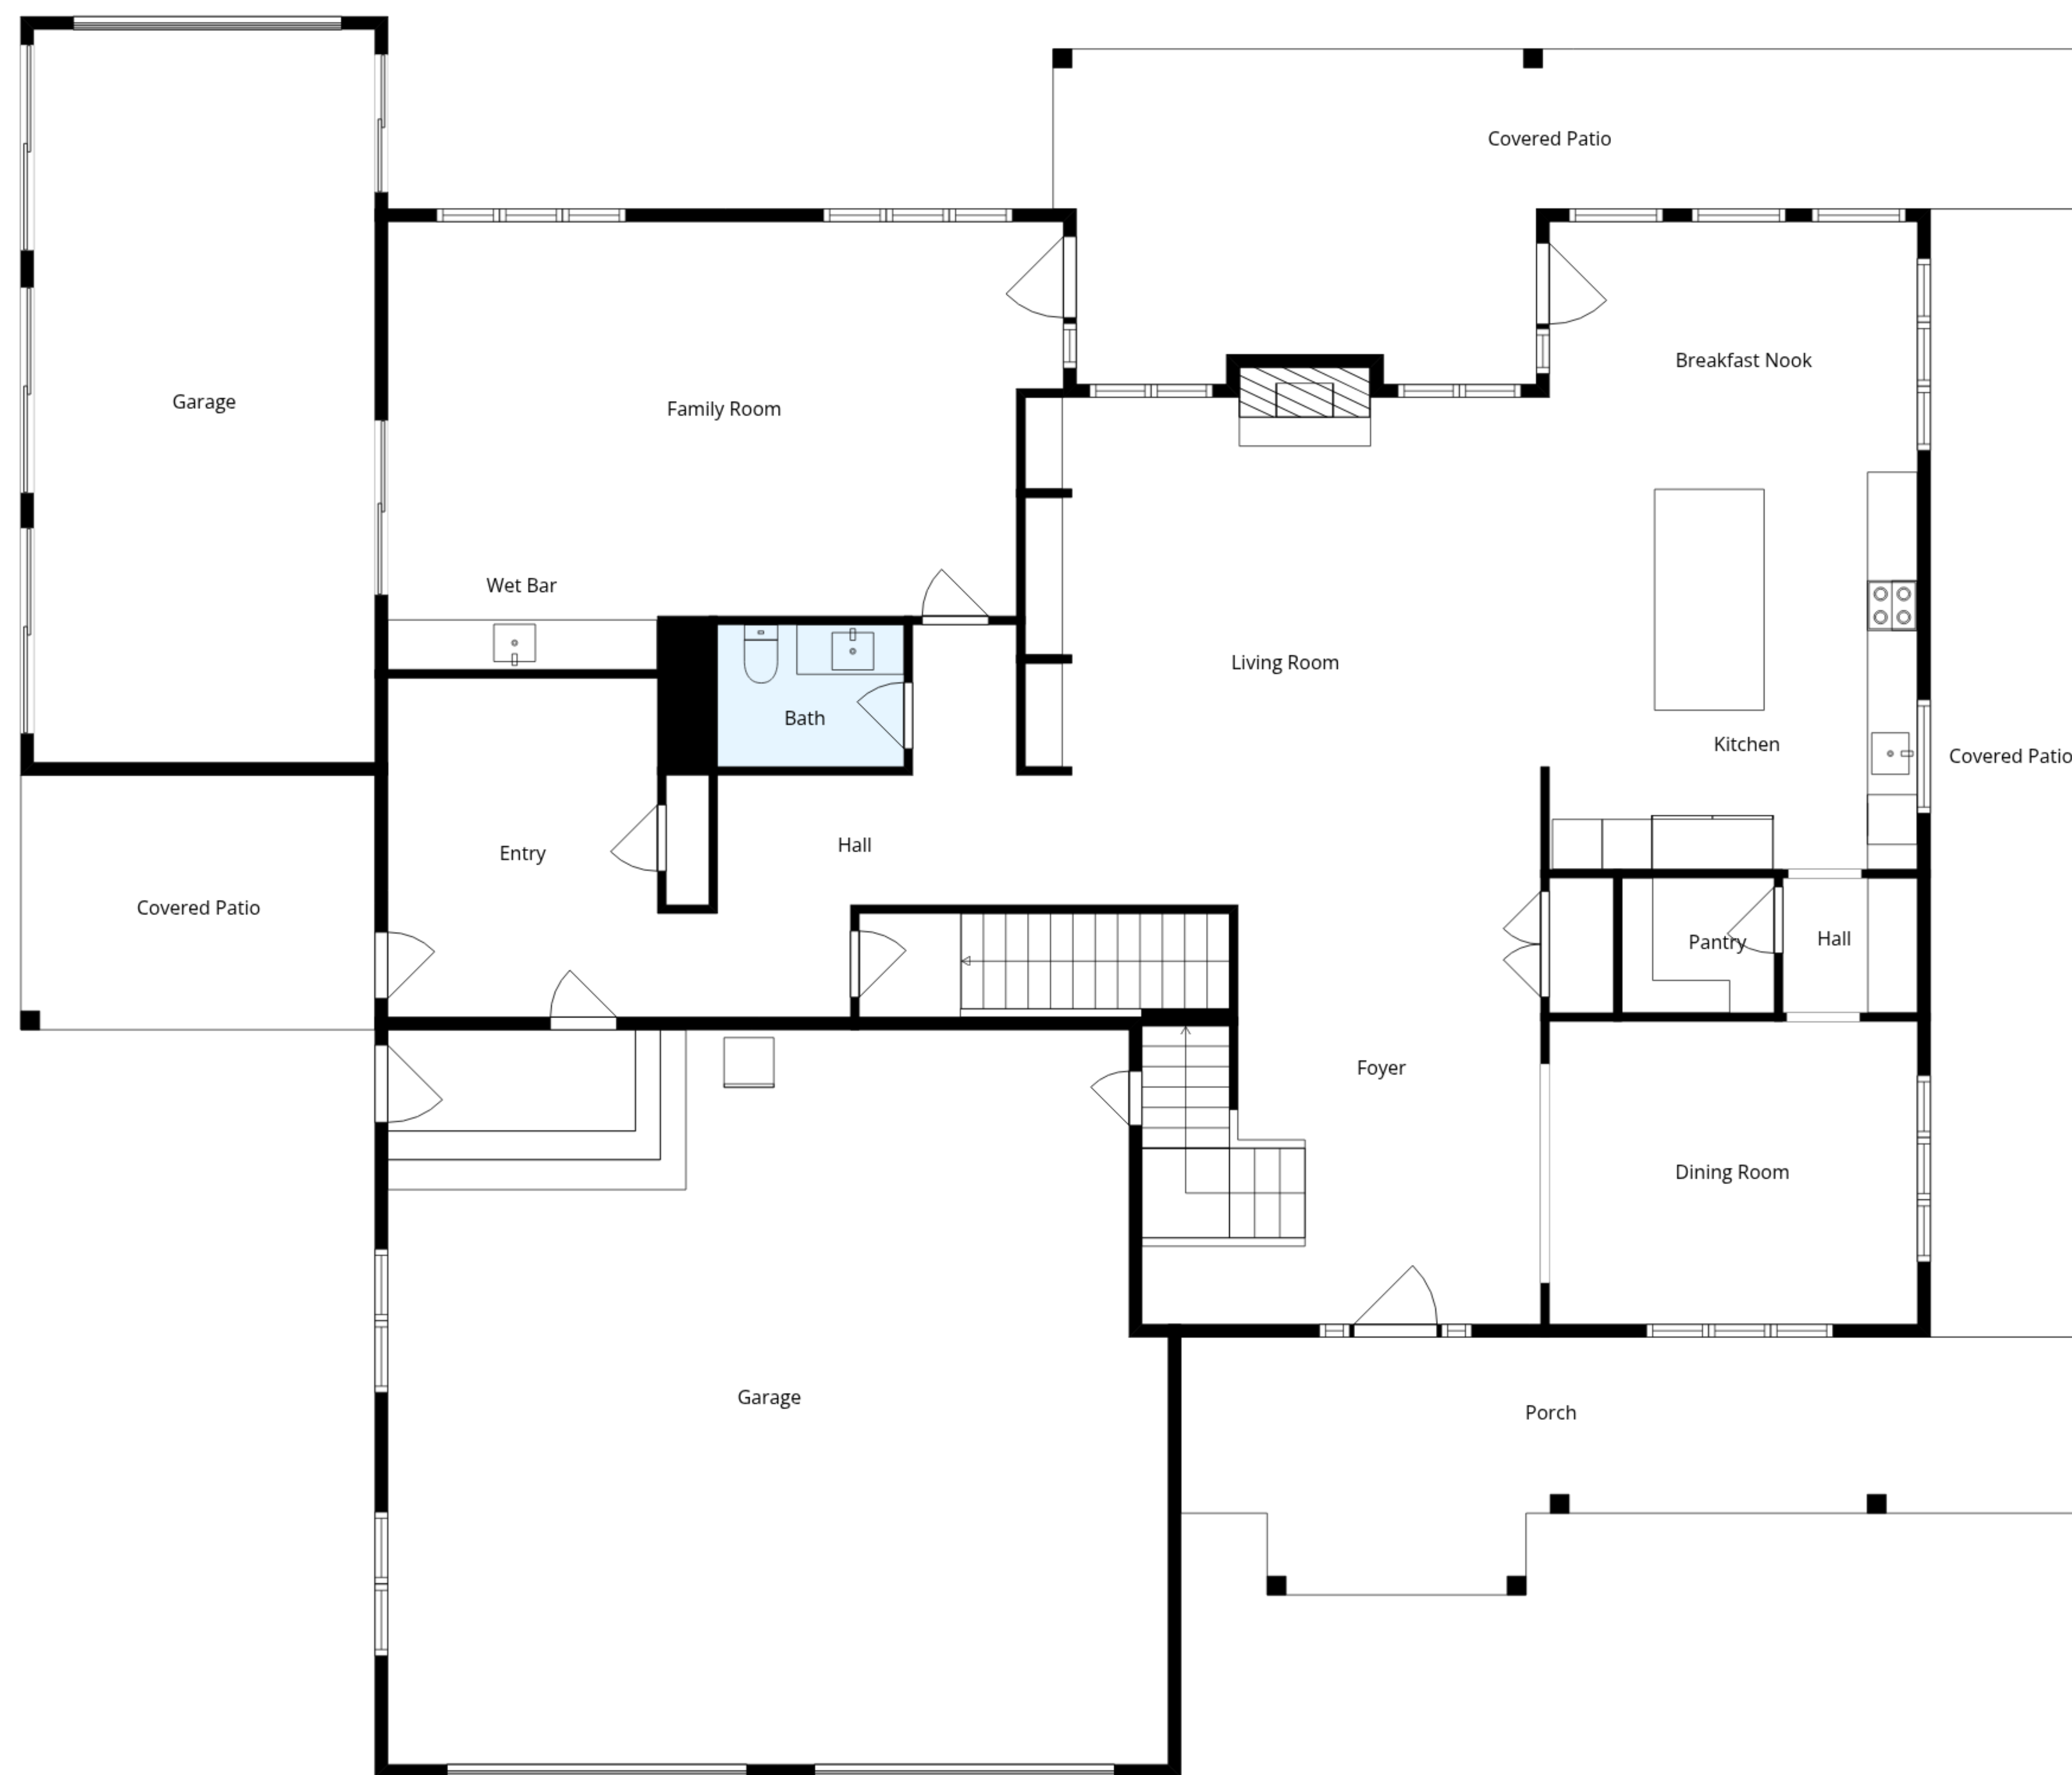 Covered Patio
Breakfast Nook
Garage
Family Room
Wet Bar
Living Room
Bath
Kitchen
Covered Patio
Hall
Entry
Covered Patio
Pantry
Hall
Foyer
Dining Room
Garage
Porch